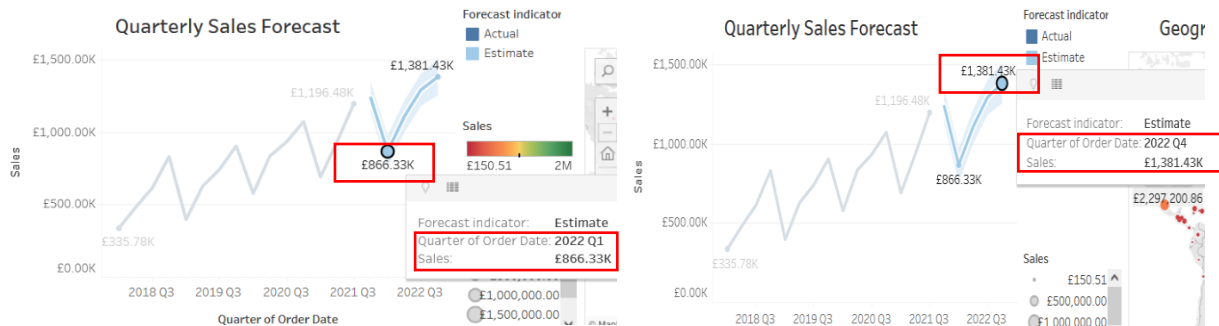 Quarterly Sales Forecast
Forecast indicator
Actual
Estimate
£1,500.00K
£1,381.43K
£1,196.48K
£1,000.00K
Sales
Sales
£150.51 2M
£866.33K
£500.00K
Forecast indicator: Estimate
Quarter of Order Date: 2022 Q1
Sales: £866.33K
£335.78K
£0.00K
£1,000,000.00
£1,500,000.00
2018 Q3 2019 Q3 2020 Q3 2021 Q3 2022 Q3
Quarter of Order Date
Quarterly Sales Forecast
Forecast indicator
Actual
Estimate
Geogr
£1,500.00K
£1,381.43K
£1,196.48K
£1,000.00K
Sales
Forecast indicator: Estimate
Quarter of Order Date: 2022 Q4
Sales: £1,381.43K
£866.33K
£2,297,200.86
£500.00K
£335.78K
£0.00K
Sales
£150.51
£500,000.00
£1,000,000.00
2018 Q3 2019 Q3 2020 Q3 2021 Q3 2022 Q3